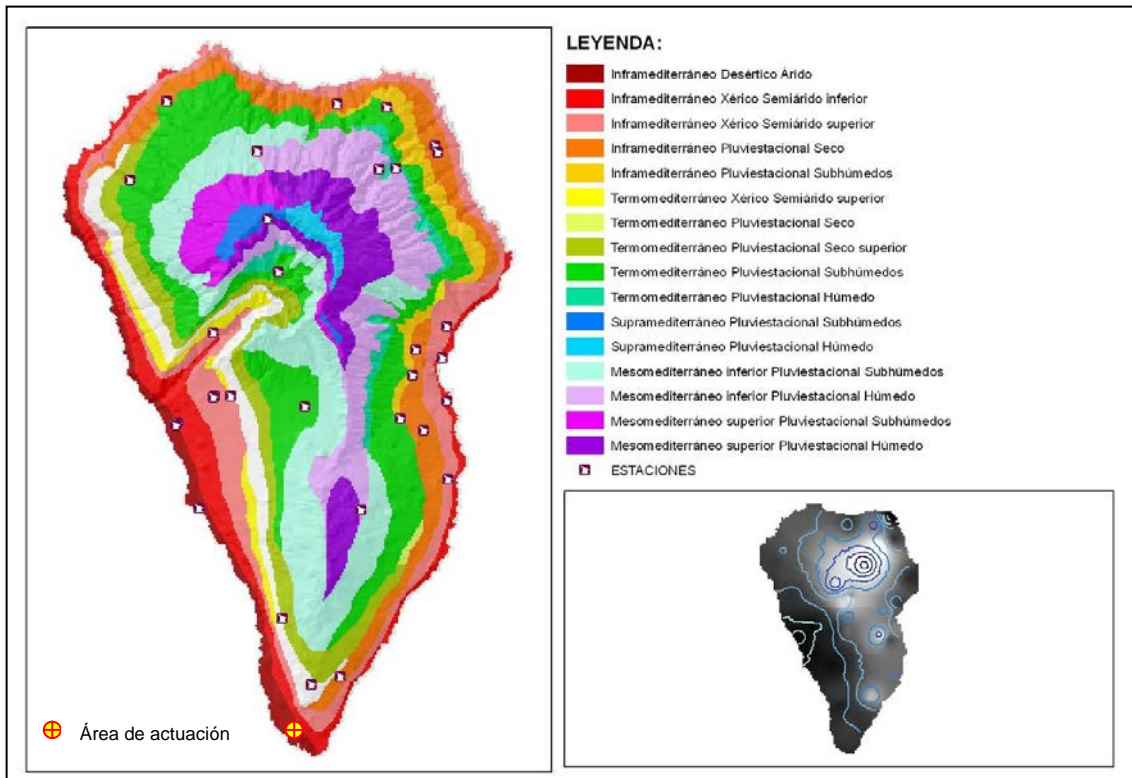 LEYENDA:
Inframediterráneo Desértico Árido
Inframediterráneo Xérico Semiárido inferior
Inframediterráneo Xérico Semiárido superior
Inframediterráneo Pluviestacional Seco
Inframediterráneo Pluviestacional Subhúmedos
Termomediterráneo Xérico Semiárido superior
Termomediterráneo Pluviestacional Seco
Termomediterráneo Pluviestacional Seco superior
Termomediterráneo Pluviestacional Subhúmedos
Termomediterráneo Pluviestacional Húmedo
Supramediterráneo Pluviestacional Subhúmedos
Supramediterráneo Pluviestacional Húmedo
Mesomediterráneo inferior Pluviestacional Subhúmedos
Mesomediterráneo inferior Pluviestacional Húmedo
Mesomediterráneo superior Pluviestacional Subhúmedos
Mesomediterráneo superior Pluviestacional Húmedo
ESTACIONES
Área de actuación